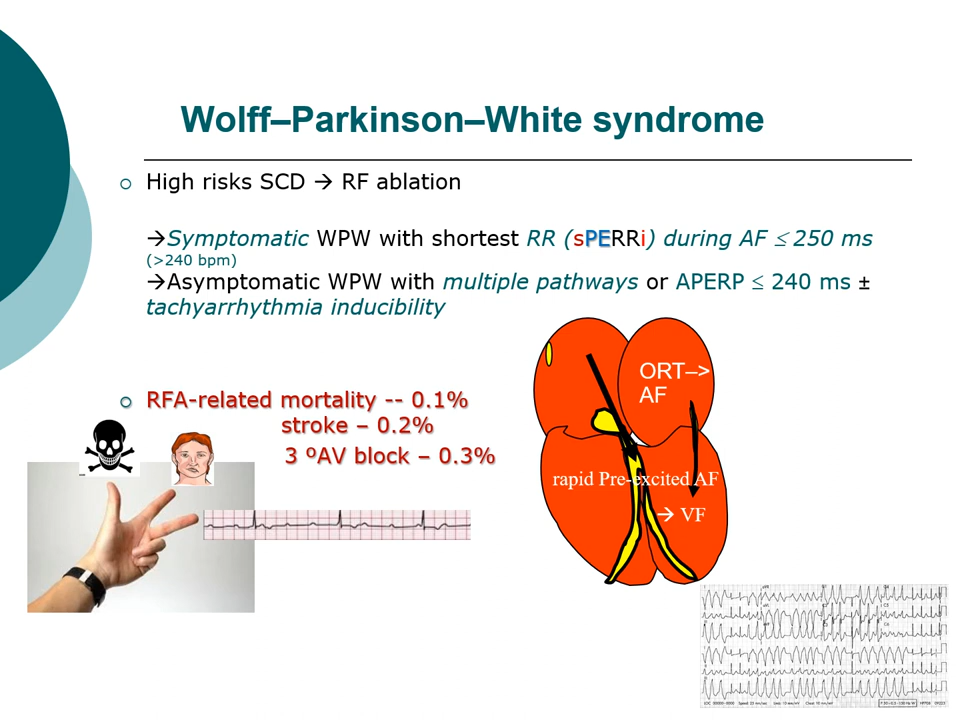 Wolff–Parkinson–White syndrome
High risks SCD → RF ablation
→Symptomatic WPW with shortest RR (sPERRi) during AF ≤ 250 ms
(>240 bpm)
→Asymptomatic WPW with multiple pathways or APERP ≤ 240 ms ±
tachyarrhythmia inducibility
RFA-related mortality -- 0.1%
stroke – 0.2%
3 ºAV block – 0.3%
ORT–>
AF
rapid Pre-excited AF
→ VF